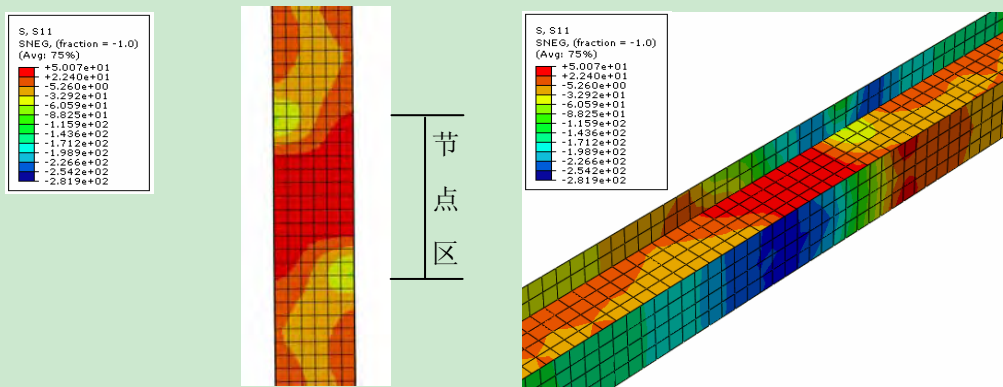 S, S11
SNEG, (fraction = -1.0)
(Avg: 75%)
+5.007e+01
+2.240e+01
-5.260e+00
-3.292e+01
-6.059e+01
-8.825e+01
-1.159e+02
-1.436e+02
-1.712e+02
-1.989e+02
-2.266e+02
-2.542e+02
-2.819e+02
节
点
区
S, S11
SNEG, (fraction = -1.0)
(Avg: 75%)
+5.007e+01
+2.240e+01
-5.260e+00
-3.292e+01
-6.059e+01
-8.825e+01
-1.159e+02
-1.436e+02
-1.712e+02
-1.989e+02
-2.266e+02
-2.542e+02
-2.819e+02